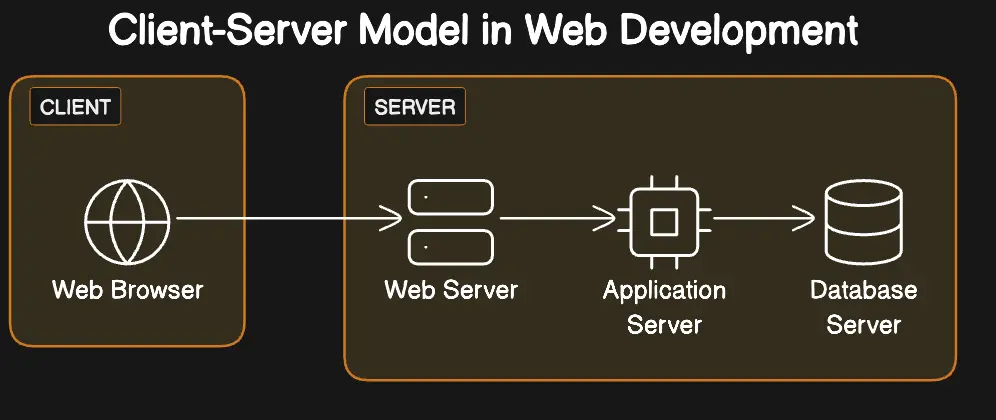 Client-Server Model in Web Development
CLIENT
SERVER
Web Browser
Web Server
Application
Server
Database
Server